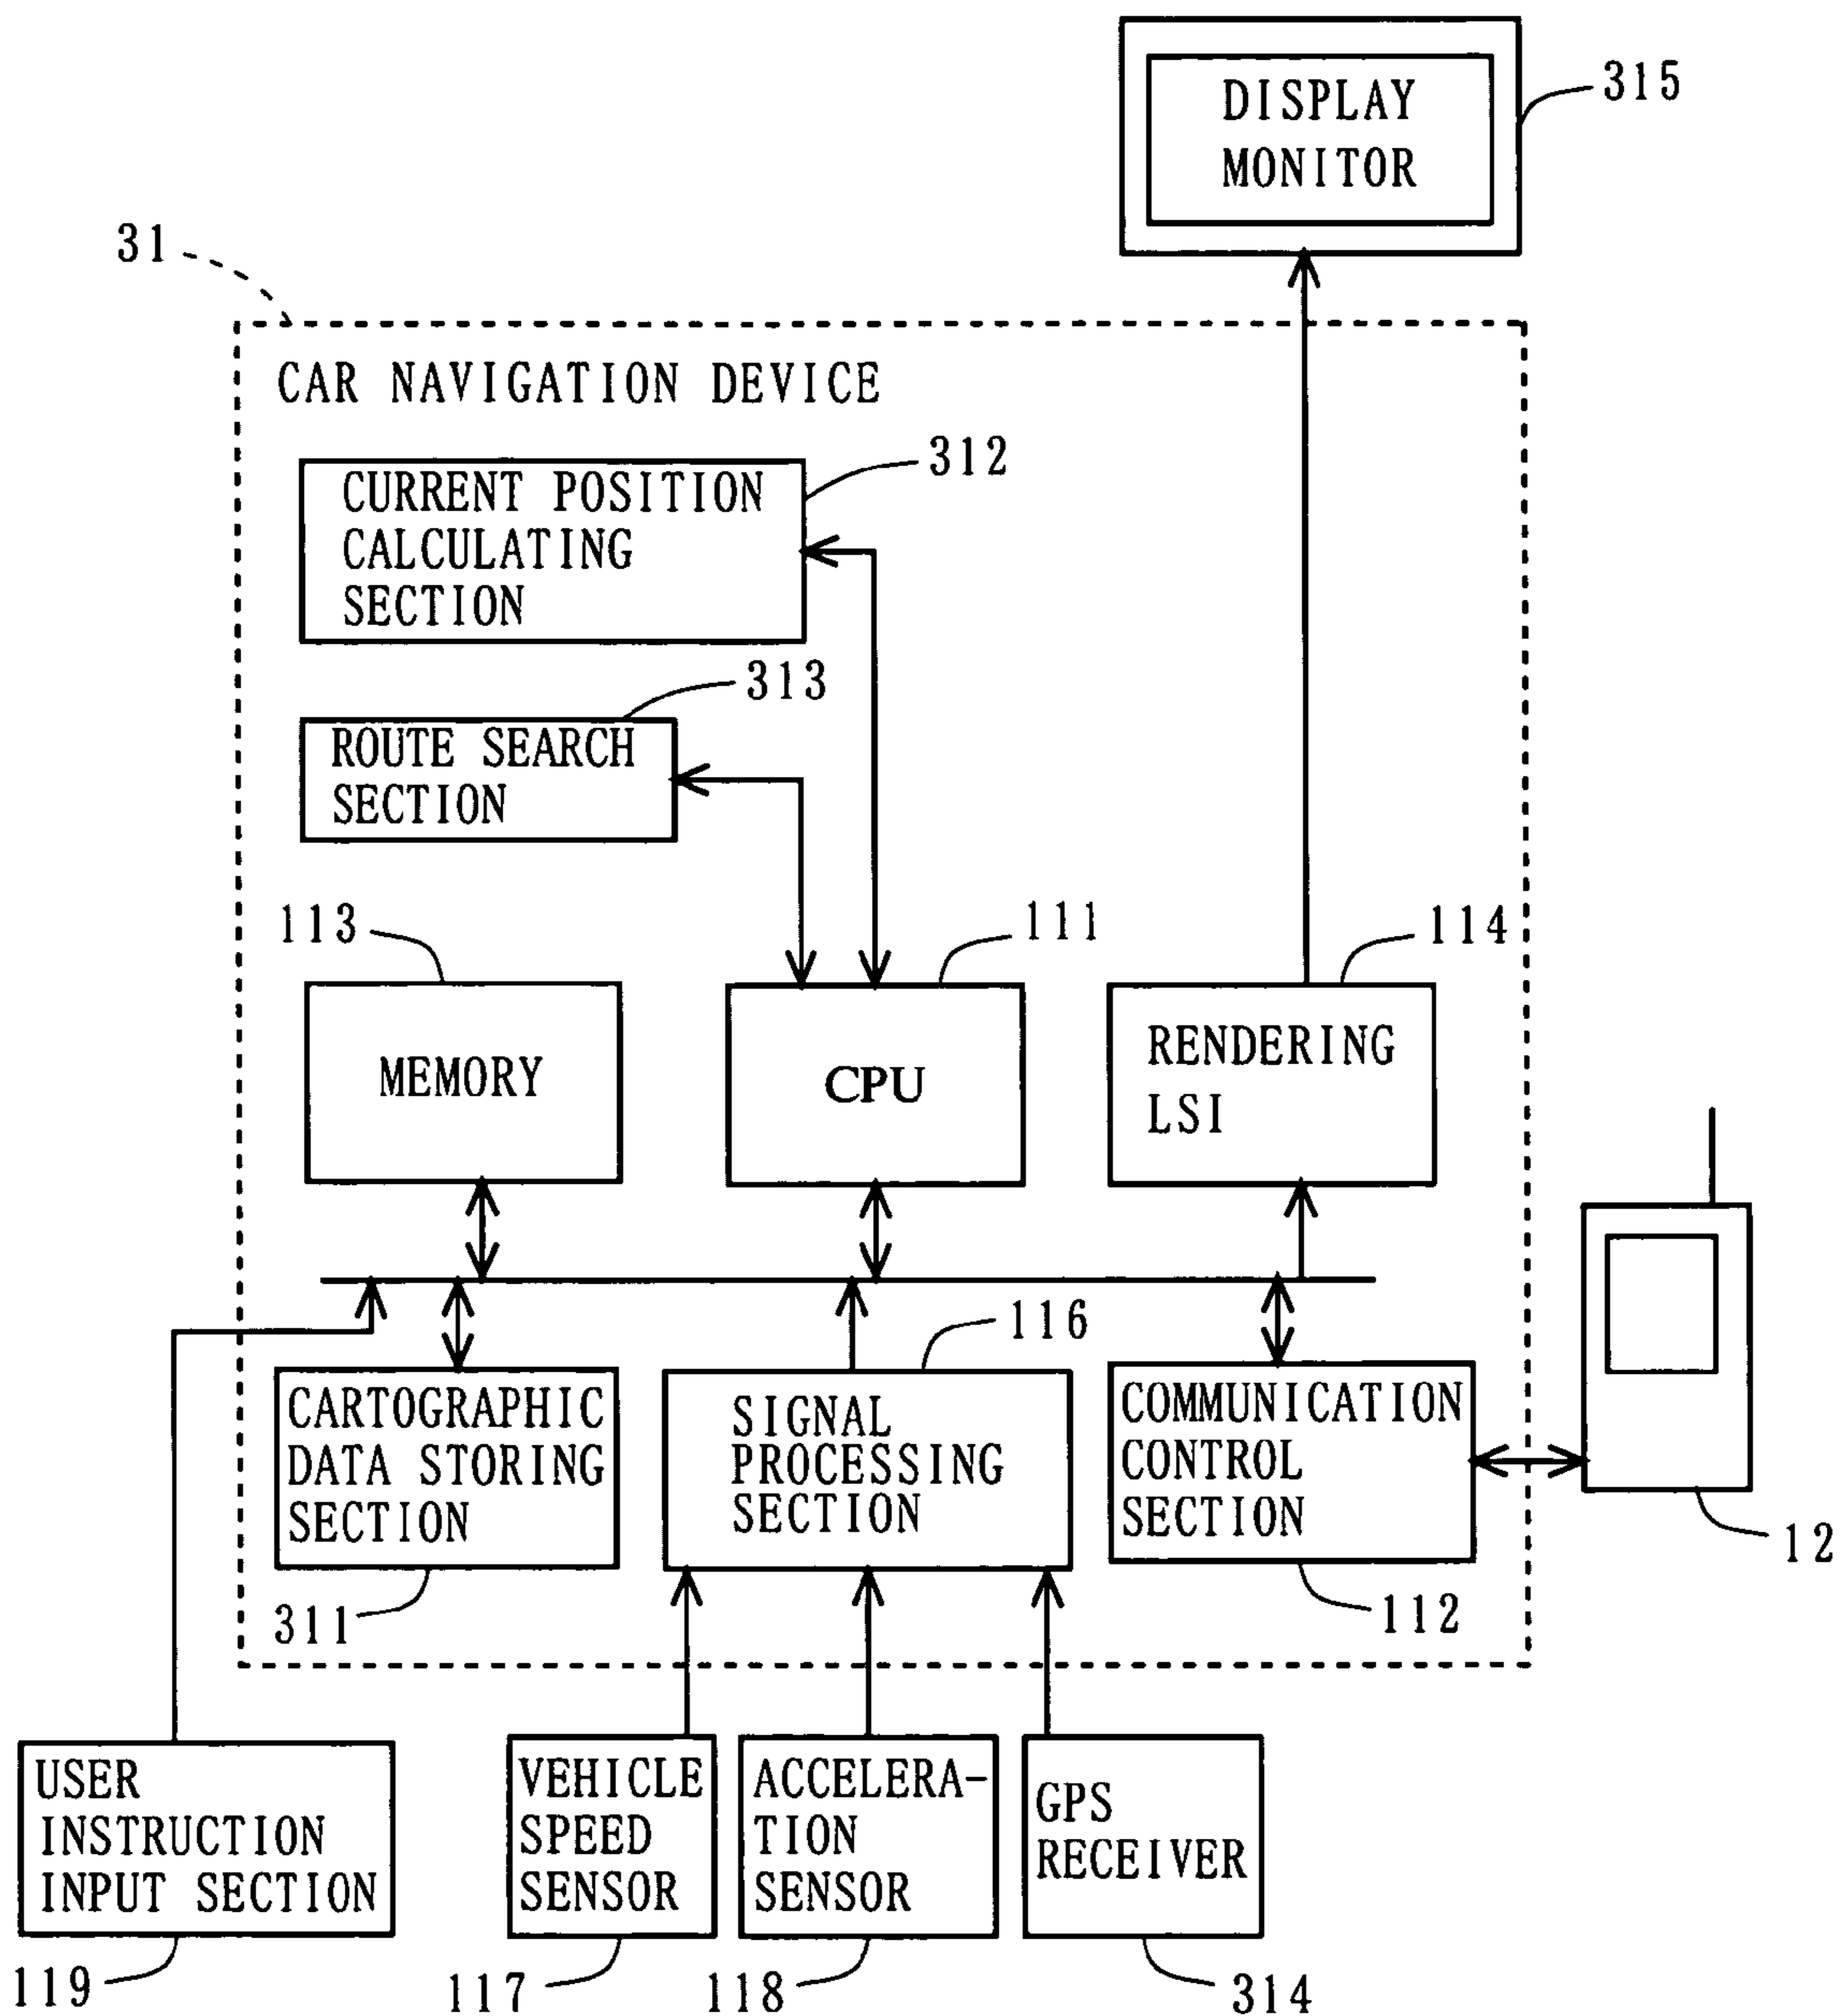 DISPLAY
MONITOR
315
31
CAR NAVIGATION DEVICE
312
CURRENT POSITION
CALCULATING
SECTION
313
ROUTE SEARCH
SECTION
113
111
114
MEMORY
CPU
RENDERING
LSI
116
CARTOGRAPHIC
DATA STORING
SECTION
SIGNAL
PROCESSING
SECTION
COMMUNICATION
CONTROL
SECTION
12
311
112
USER
INSTRUCTION
INPUT SECTION
VEHICLE
SPEED
SENSOR
ACCELERA-
TION
SENSOR
GPS
RECEIVER
119
117
118
314